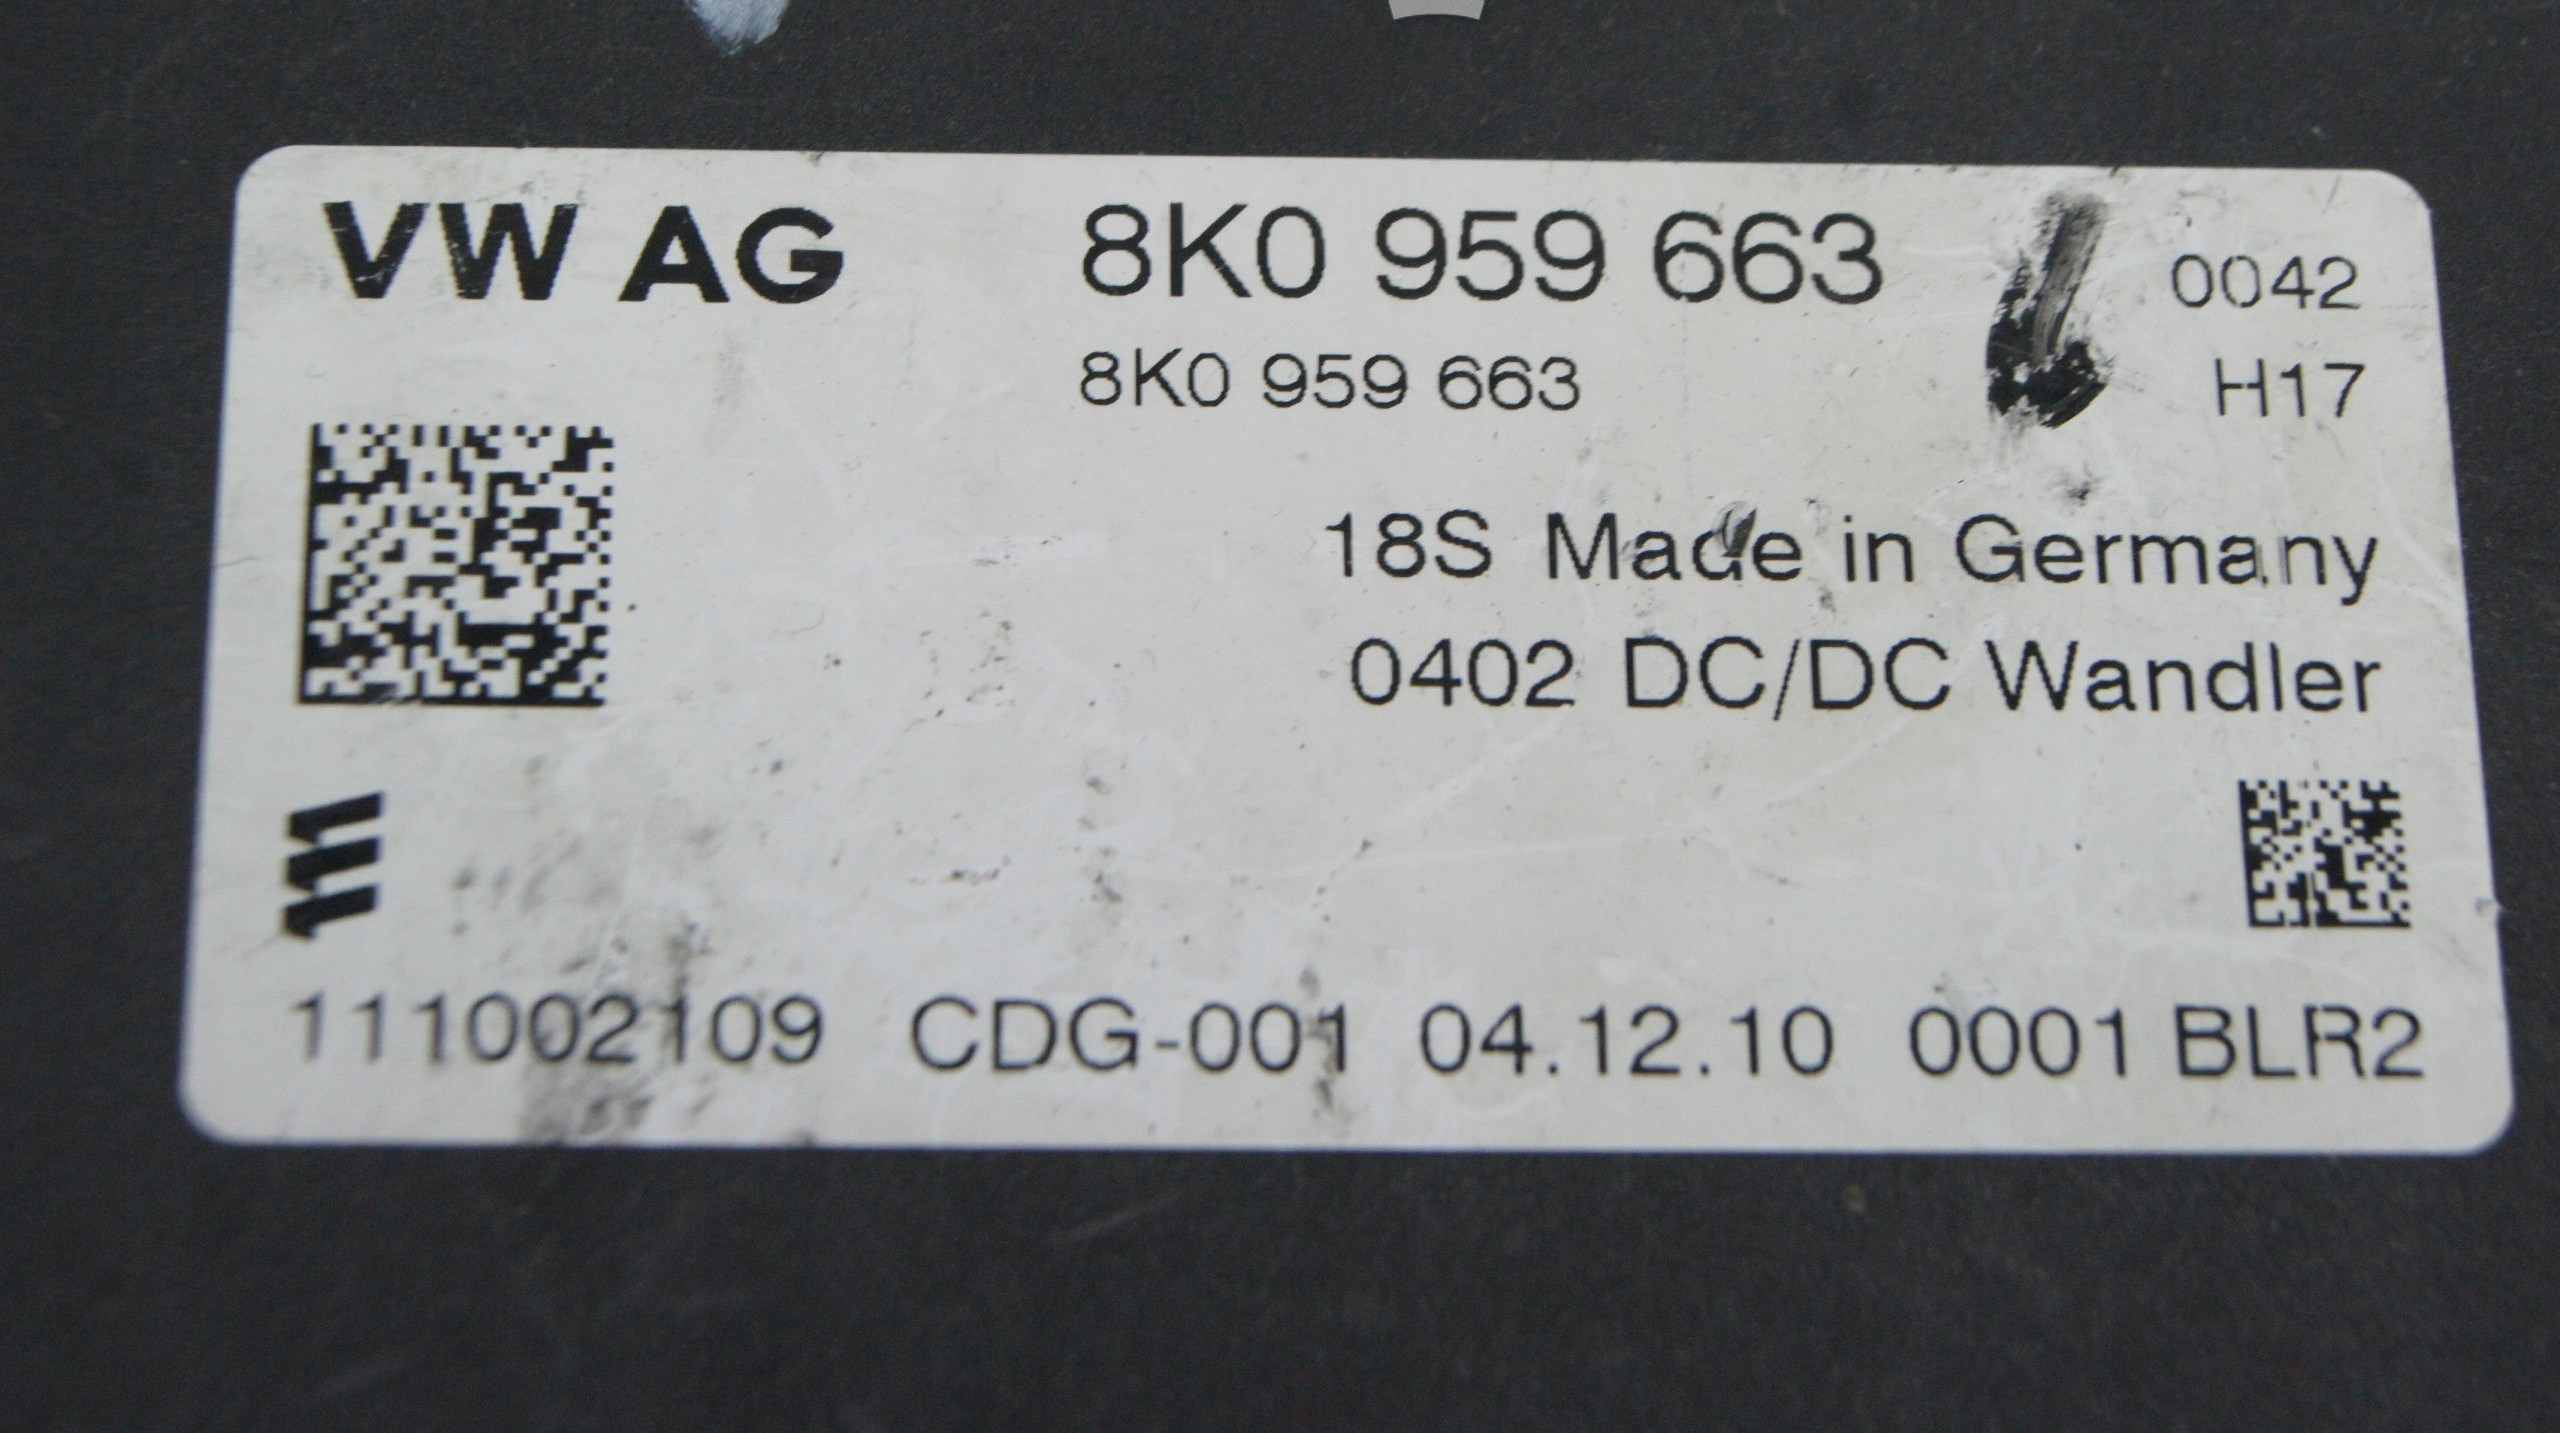 VW AG 8K0 959 663 0042
8K0 959 663 H17
18S Made in Germany
0402 DC/DC Wandler
111002109 CDG-001 04.12.10 0001 BLR2